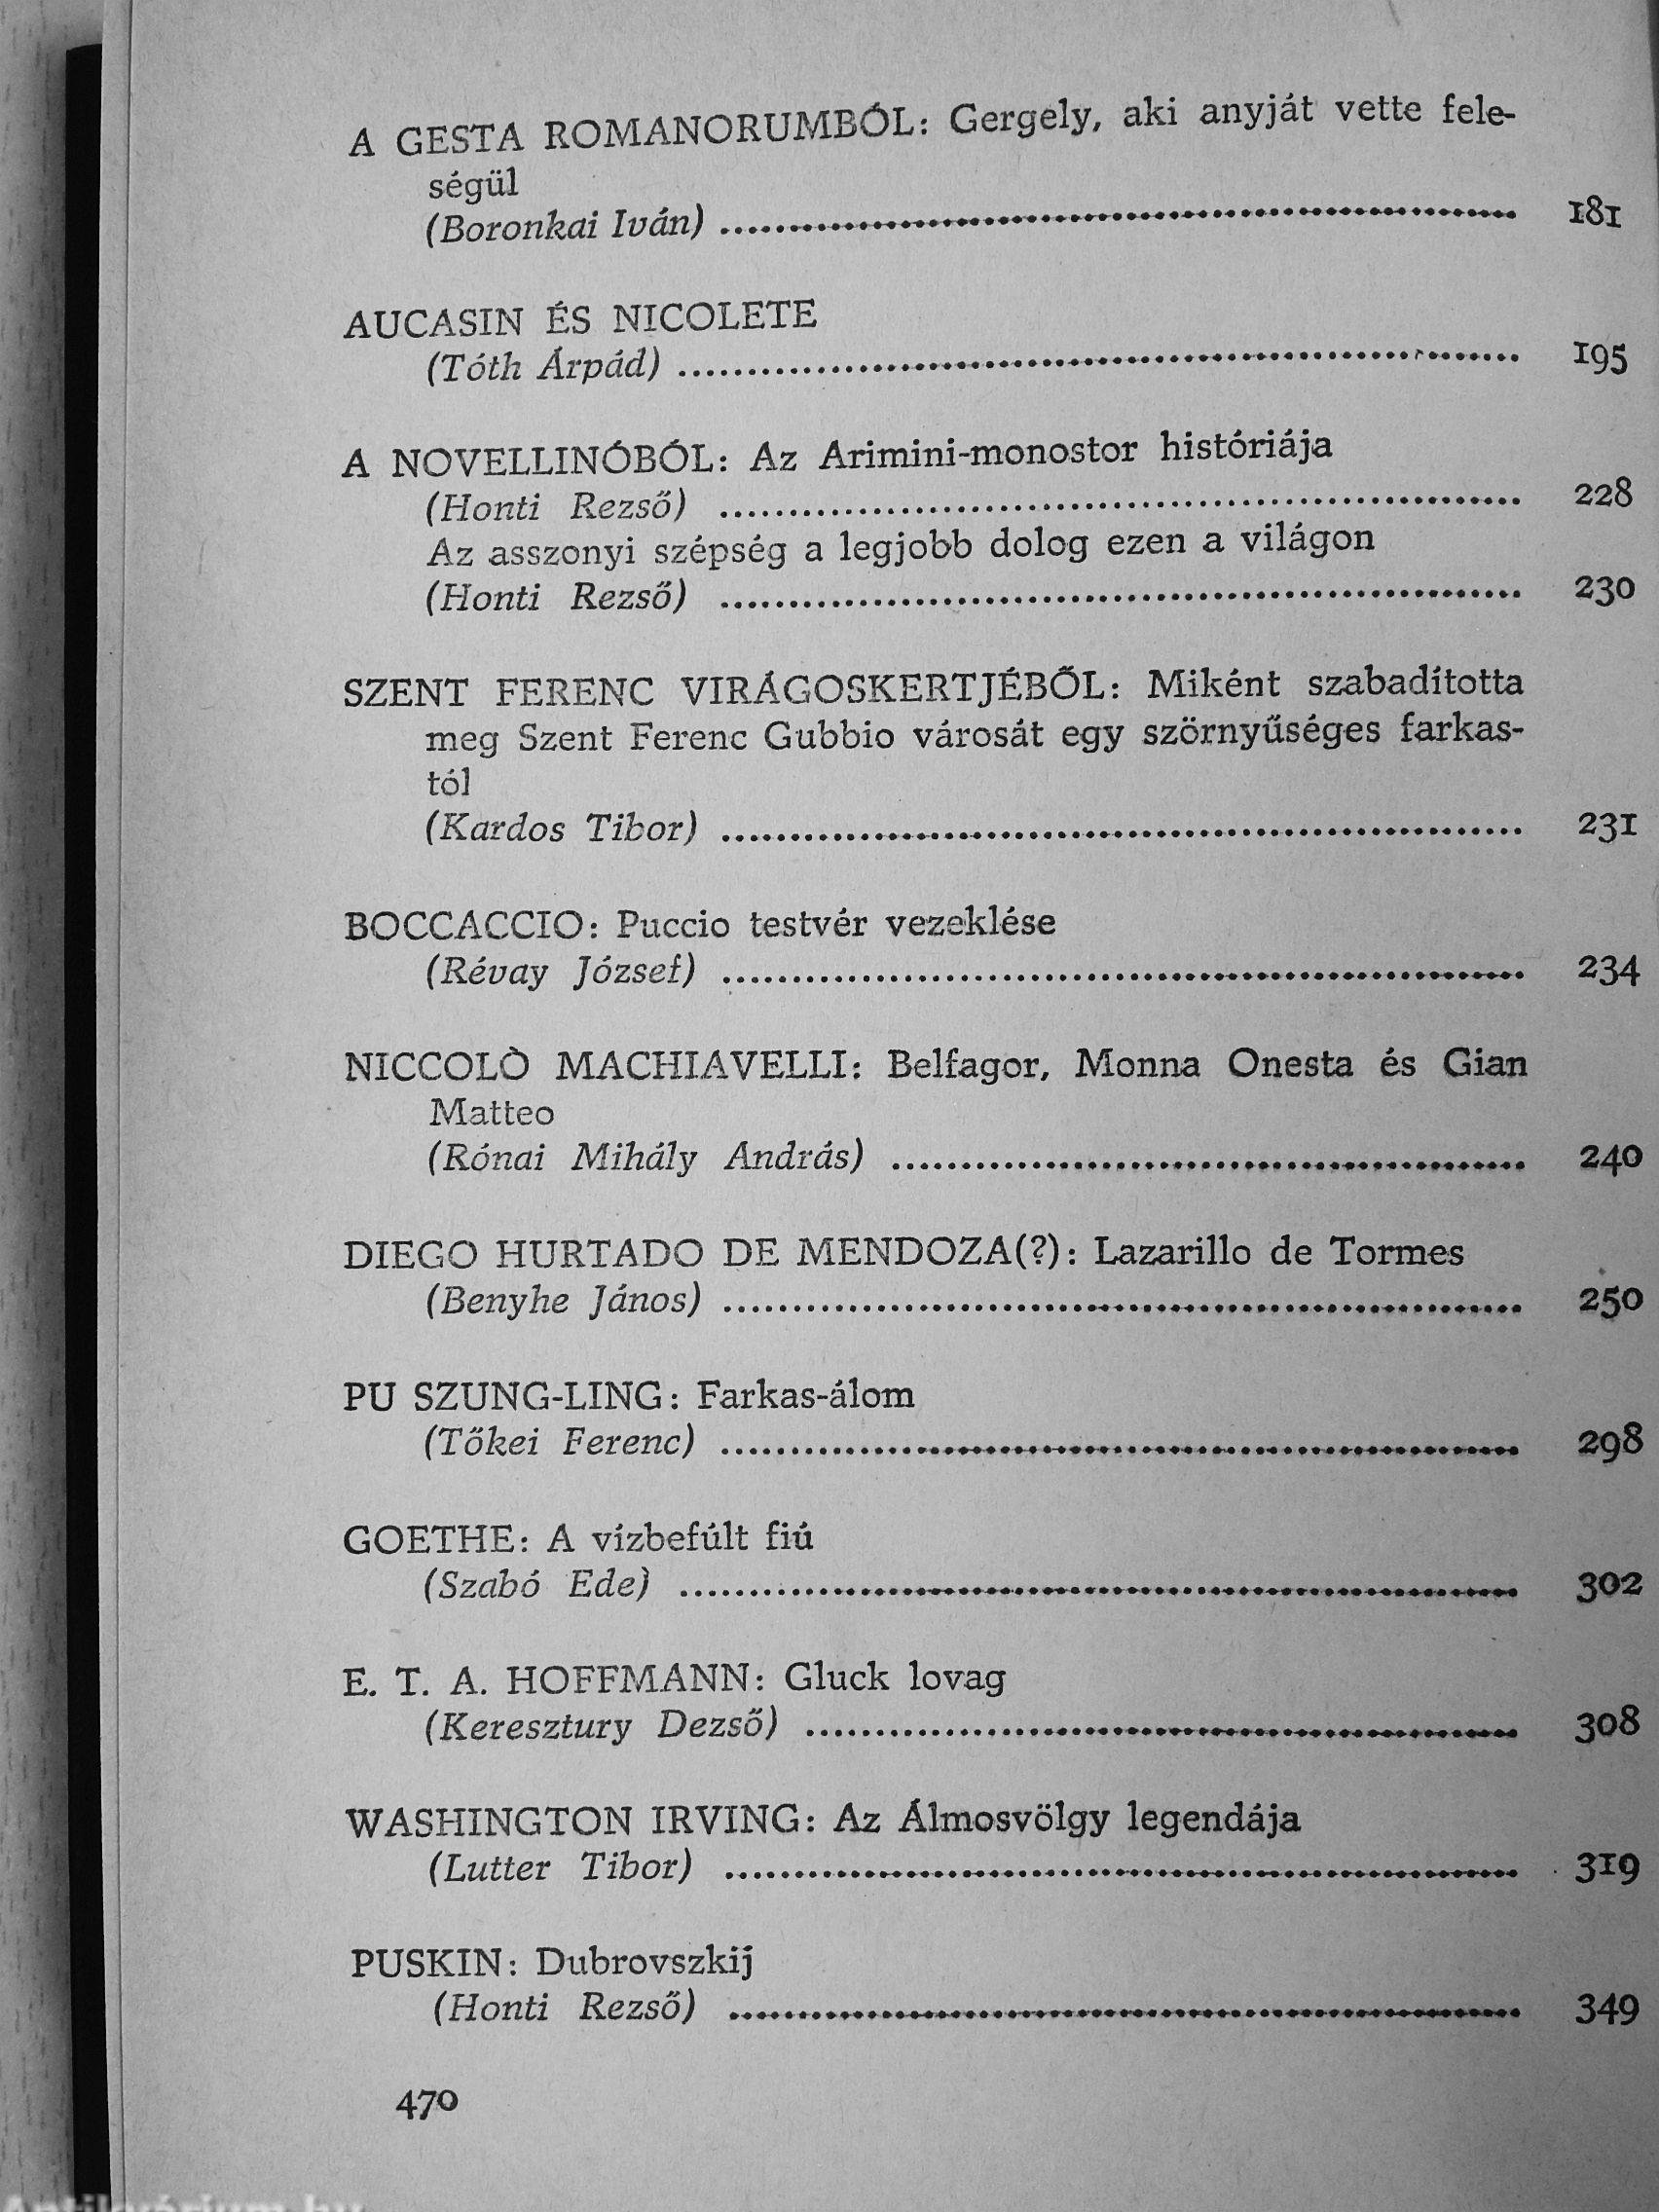 A GESTA ROMANORUMBÓL: Gergely, aki anyját vette fele-
ségül
(Boronkai Iván) ........................................ 181
AUCASIN ÉS NICOLETE
(Tóth Árpád) ........................................ 195
A NOVELLINÓBÓL: Az Arimini-monostor históriája
(Honti Rezső) ........................................ 228
Az asszonyi szépség a legjobb dolog ezen a világon
(Honti Rezső) ........................................ 230
SZENT FERENC VIRÁGOSKERTJÉBŐL: Miként szabadította
meg Szent Ferenc Gubbio városát egy szörnyűséges farkas-
tól
(Kardos Tibor) ........................................ 231
BOCCACCIO: Puccio testvér vezeklése
(Révay József) ........................................ 234
NICCOLÒ MACHIAVELLI: Belfagor, Monna Onesta és Gian
Matteo
(Rónai Mihály András) ........................................ 240
DIEGO HURTADO DE MENDOZA(?): Lazarillo de Tormes
(Benyhe János) ........................................ 250
PU SZUNG-LING: Farkas-álom
(Tőkei Ferenc) ........................................ 298
GOETHE: A vízbefúlt fiú
(Szabó Ede) ........................................ 302
E. T. A. HOFFMANN: Gluck lovag
(Keresztury Dezső) ........................................ 308
WASHINGTON IRVING: Az Álmosvölgy legendája
(Lutter Tibor) ........................................ 319
PUSKIN: Dubrovszkij
(Honti Rezső) ........................................ 349
470